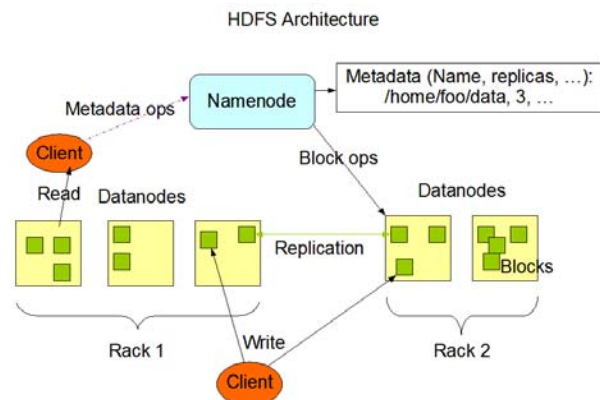 HDFS Architecture
Metadata (Name, replicas, …):
/home/foo/data, 3, …
Namenode
Metadata ops
Client
Block ops
Read
Datanodes
Datanodes
Replication
Blocks
Rack 1
Write
Rack 2
Client